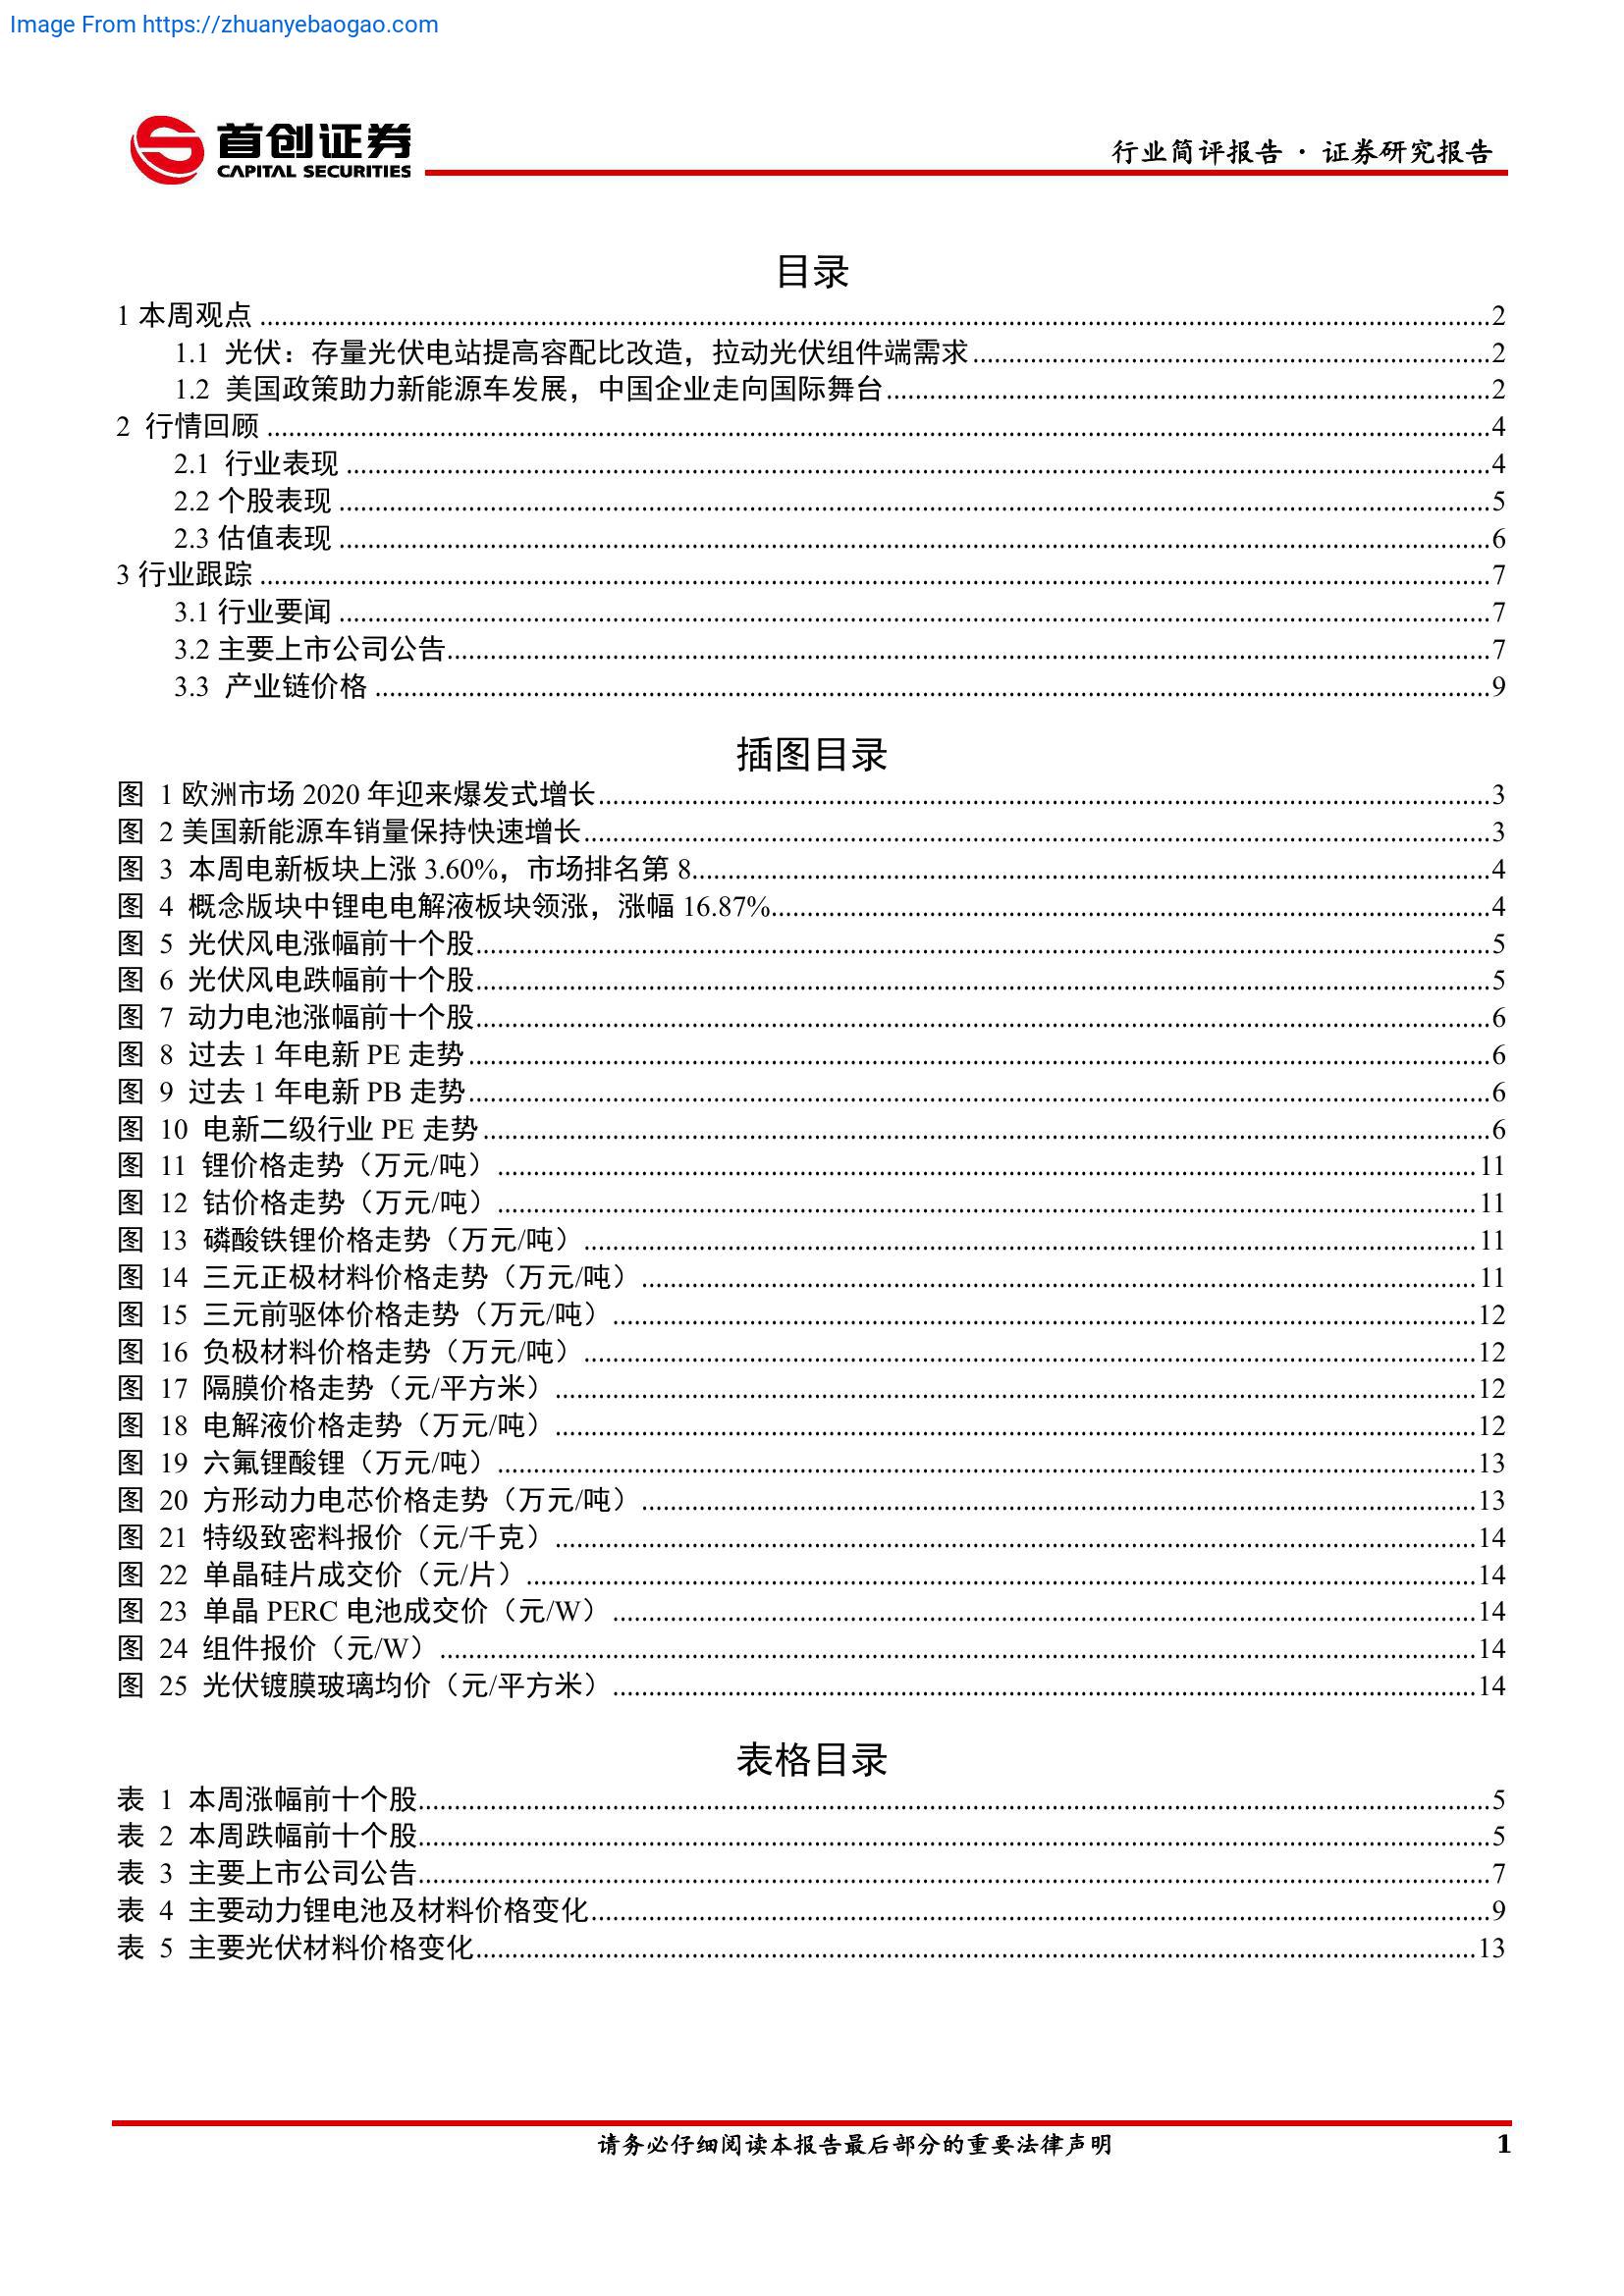 Image From https://zhuanyebaogao.com
首创证券
CAPITAL SECURITIES
行业简评报告 · 证券研究报告
目录
1 本周观点 ........ 2
1.1 光伏：存量光伏电站提高容配比改造，拉动光伏组件端需求 ........ 2
1.2 美国政策助力新能源车发展，中国企业走向国际舞台 ........ 2
2 行情回顾 ........ 4
2.1 行业表现 ........ 4
2.2 个股表现 ........ 5
2.3 估值表现 ........ 6
3 行业跟踪 ........ 7
3.1 行业要闻 ........ 7
3.2 主要上市公司公告 ........ 7
3.3 产业链价格 ........ 9
插图目录
图 1 欧洲市场 2020 年迎来爆发式增长 ........ 3
图 2 美国新能源车销量保持快速增长 ........ 3
图 3 本周电新板块上涨 3.60%，市场排名第 8 ........ 4
图 4 概念版块中锂电电解液板块领涨，涨幅 16.87% ........ 4
图 5 光伏风电涨幅前十个股 ........ 5
图 6 光伏风电跌幅前十个股 ........ 5
图 7 动力电池涨幅前十个股 ........ 6
图 8 过去 1 年电新 PE 走势 ........ 6
图 9 过去 1 年电新 PB 走势 ........ 6
图 10 电新二级行业 PE 走势 ........ 6
图 11 锂价格走势（万元/吨） ........ 11
图 12 钴价格走势（万元/吨） ........ 11
图 13 磷酸铁锂价格走势（万元/吨） ........ 11
图 14 三元正极材料价格走势（万元/吨） ........ 11
图 15 三元前驱体价格走势（万元/吨） ........ 12
图 16 负极材料价格走势（万元/吨） ........ 12
图 17 隔膜价格走势（元/平方米） ........ 12
图 18 电解液价格走势（万元/吨） ........ 12
图 19 六氟锂酸锂（万元/吨） ........ 13
图 20 方形动力电芯价格走势（万元/吨） ........ 13
图 21 特级致密料报价（元/千克） ........ 14
图 22 单晶硅片成交价（元/片） ........ 14
图 23 单晶 PERC 电池成交价（元/W） ........ 14
图 24 组件报价（元/W） ........ 14
图 25 光伏镀膜玻璃均价（元/平方米） ........ 14
表格目录
表 1 本周涨幅前十个股 ........ 5
表 2 本周跌幅前十个股 ........ 5
表 3 主要上市公司公告 ........ 7
表 4 主要动力锂电池及材料价格变化 ........ 9
表 5 主要光伏材料价格变化 ........ 13
请务必仔细阅读本报告最后部分的重要法律声明 1